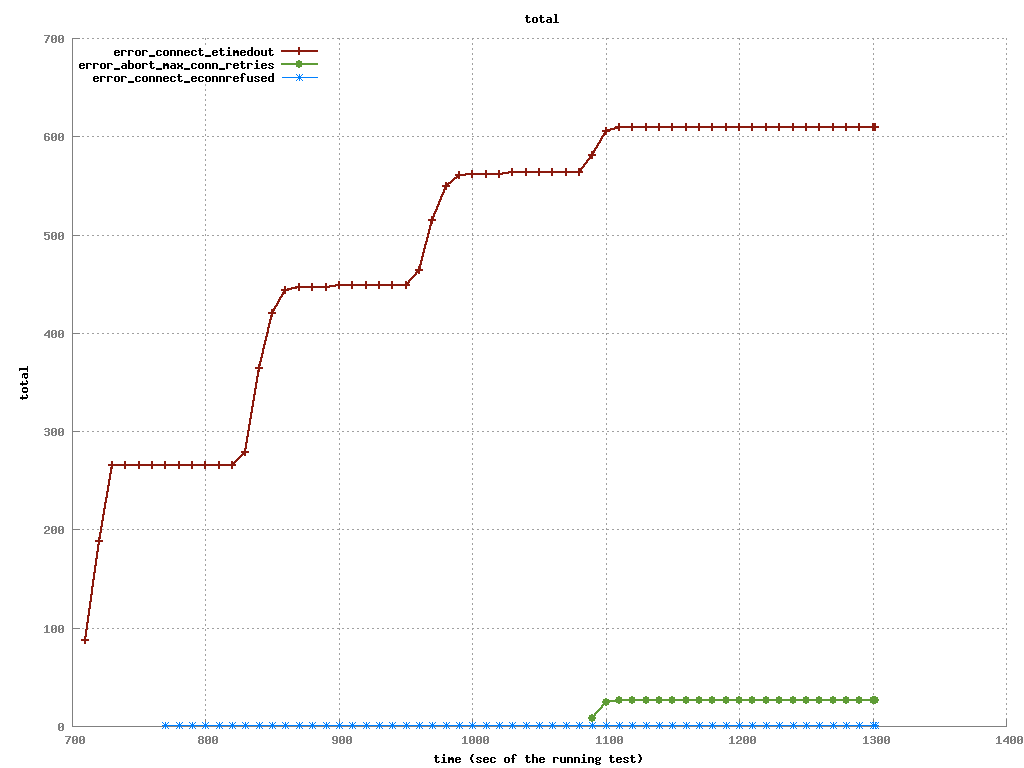 total
700
600
500
400
300
200
100
0
error_connect_etimedout
error_abort_max_conn_retries
error_connect_econnrefused
total
700 800 900 1000 1100 1200 1300 1400
time (sec of the running test)